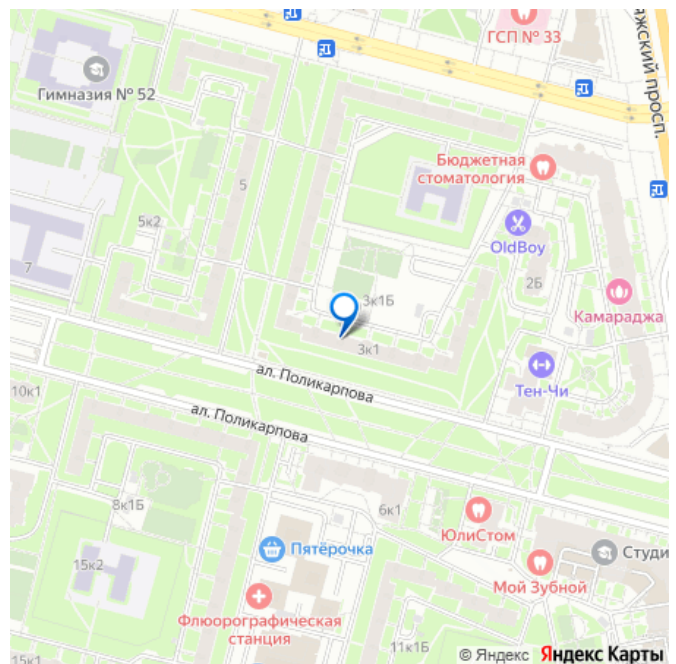 ГСП № 33
яжский просп.
Гимназия № 52
Бюджетная
стоматология
5
5к2
OldBoy
7
2Б
3к1Б
Камараджа
3к1
ал. Поликарпова
Тен-Чи
10к1
ал. Поликарпова
8к1Б
6к1
ЮлиСтом
Пятёрочка
Студи
15к2
Мой Зубной
Флюорографическая
станция
11к1Б
15к1
© Яндекс Яндекс Карты